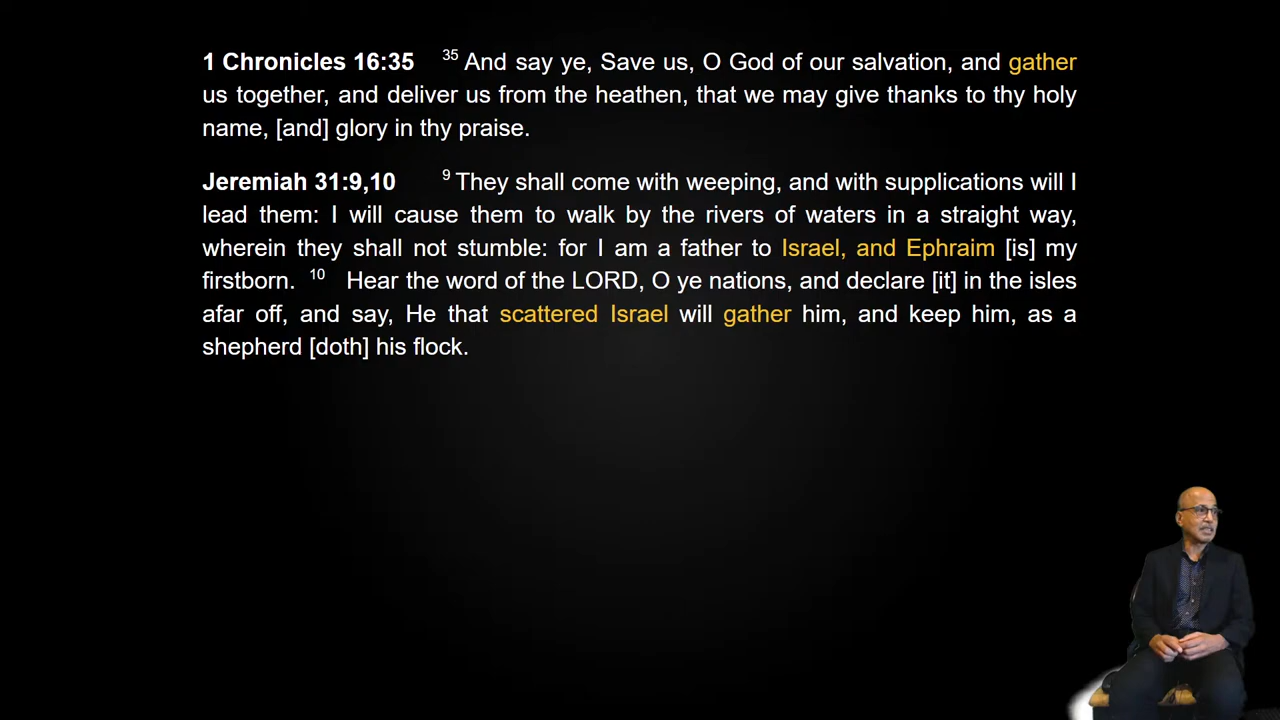 1 Chronicles 16:35 35 And say ye, Save us, O God of our salvation, and gather
us together, and deliver us from the heathen, that we may give thanks to thy holy
name, [and] glory in thy praise.
Jeremiah 31:9,10 9 They shall come with weeping, and with supplications will I
lead them: I will cause them to walk by the rivers of waters in a straight way,
wherein they shall not stumble: for I am a father to Israel, and Ephraim [is] my
firstborn. 10 Hear the word of the LORD, O ye nations, and declare [it] in the isles
afar off, and say, He that scattered Israel will gather him, and keep him, as a
shepherd [doth] his flock.